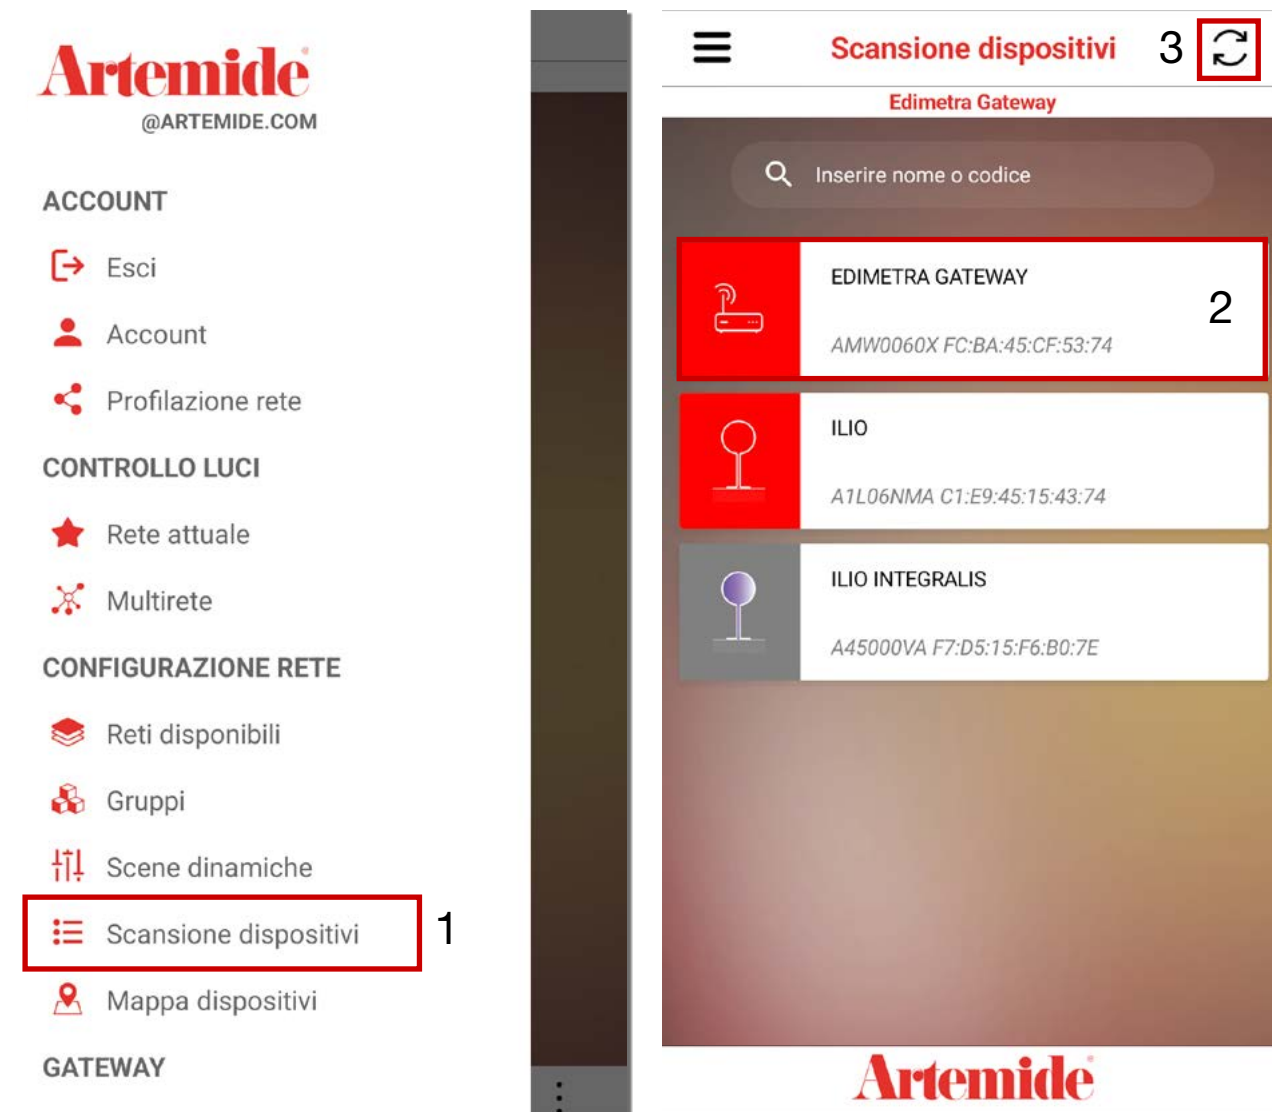 Artemide
@ARTEMIDE.COM
ACCOUNT
Esci
Account
Profilazione rete
CONTROLLO LUCI
Rete attuale
Multirete
CONFIGURAZIONE RETE
Reti disponibili
Gruppi
Scene dinamiche
Scansione dispositivi 1
Mappa dispositivi
GATEWAY
Scansione dispositivi 3
Edimetra Gateway
Inserire nome o codice
EDIMETRA GATEWAY
2
AMW0060X FC:BA:45:CF:53:74
ILIO
A1L06NMA C1:E9:45:15:43:74
ILIO INTEGRALIS
A45000VA F7:D5:15:F6:B0:7E
Artemide